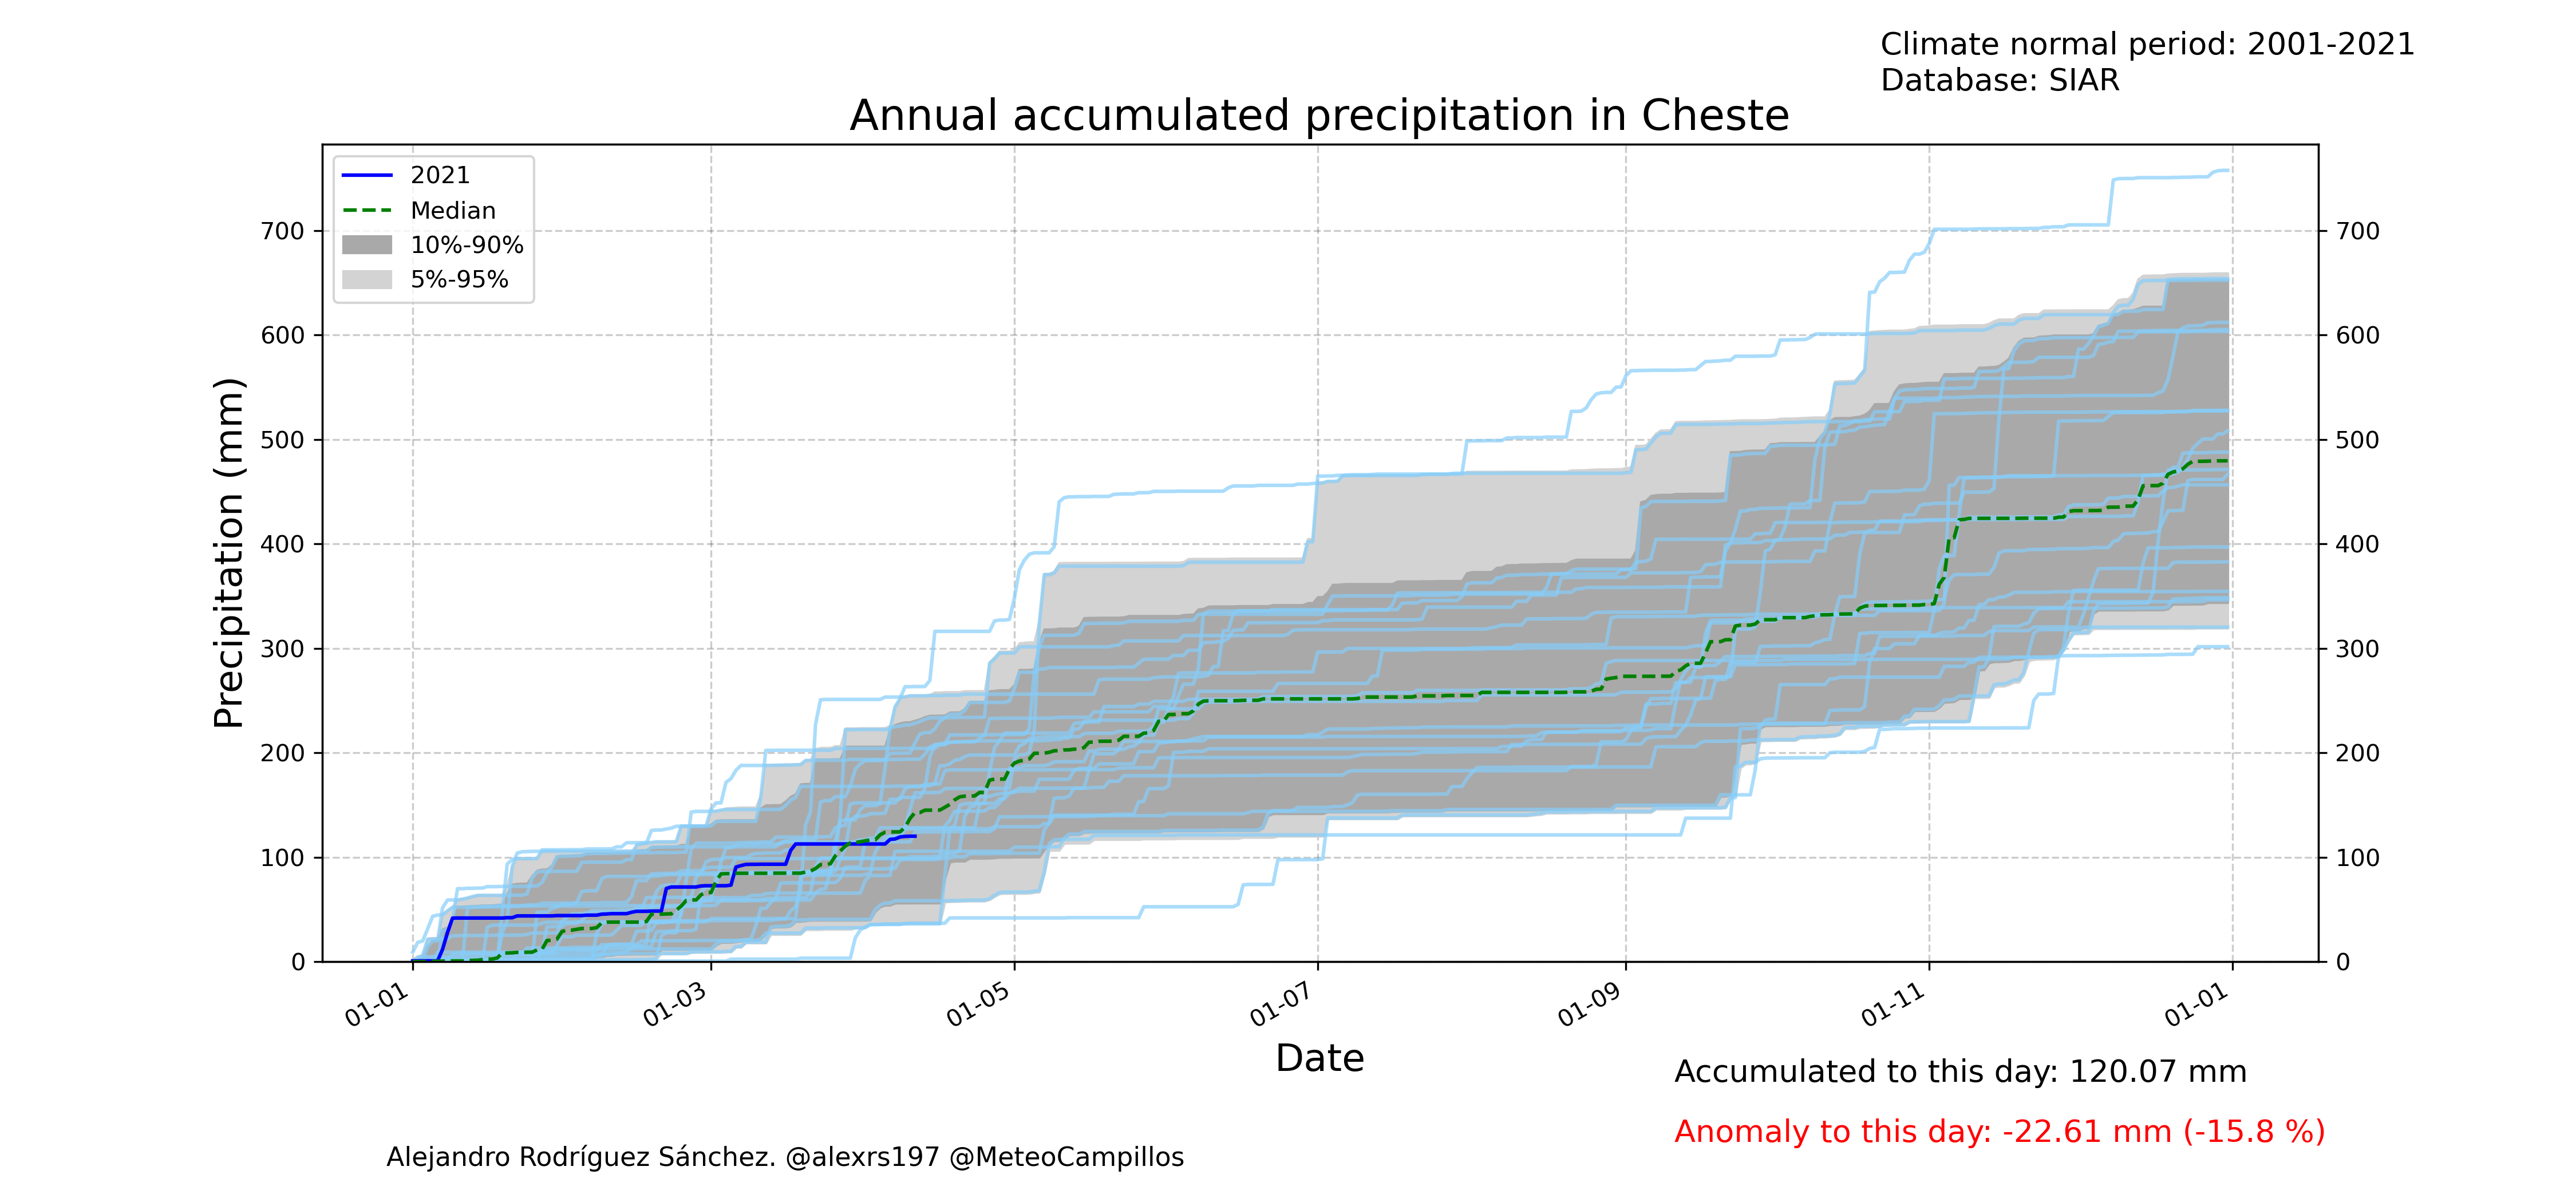 Climate normal period: 2001-2021
Database: SIAR
Annual accumulated precipitation in Cheste
2021
Median
10%-90%
5%-95%
Precipitation (mm)
700
600
500
400
300
200
100
0
700
600
500
400
300
200
100
0
01-01
01-03
01-05
01-07
01-09
01-11
01-01
Date
Accumulated to this day: 120.07 mm
Anomaly to this day: -22.61 mm (-15.8 %)
Alejandro Rodríguez Sánchez. @alexrs197 @MeteoCampillos